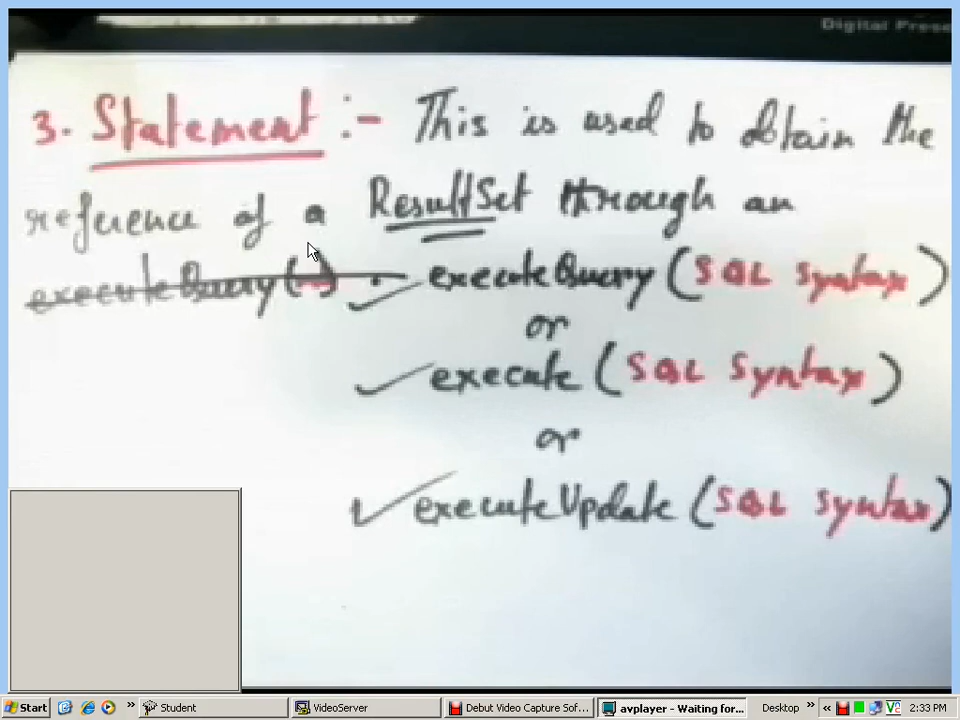 Digital Prese
3. Statement :- This is used to obtain the
reference of a ResultSet through an
executeQuery( ) . executeQuery (SQL Syntax)
or
execute (SQL Syntax)
or
executeUpdate (SQL Syntax)
Start » Student VideoServer Debut Video Capture Sof... avplayer - Waiting for... Desktop » « 2:33 PM